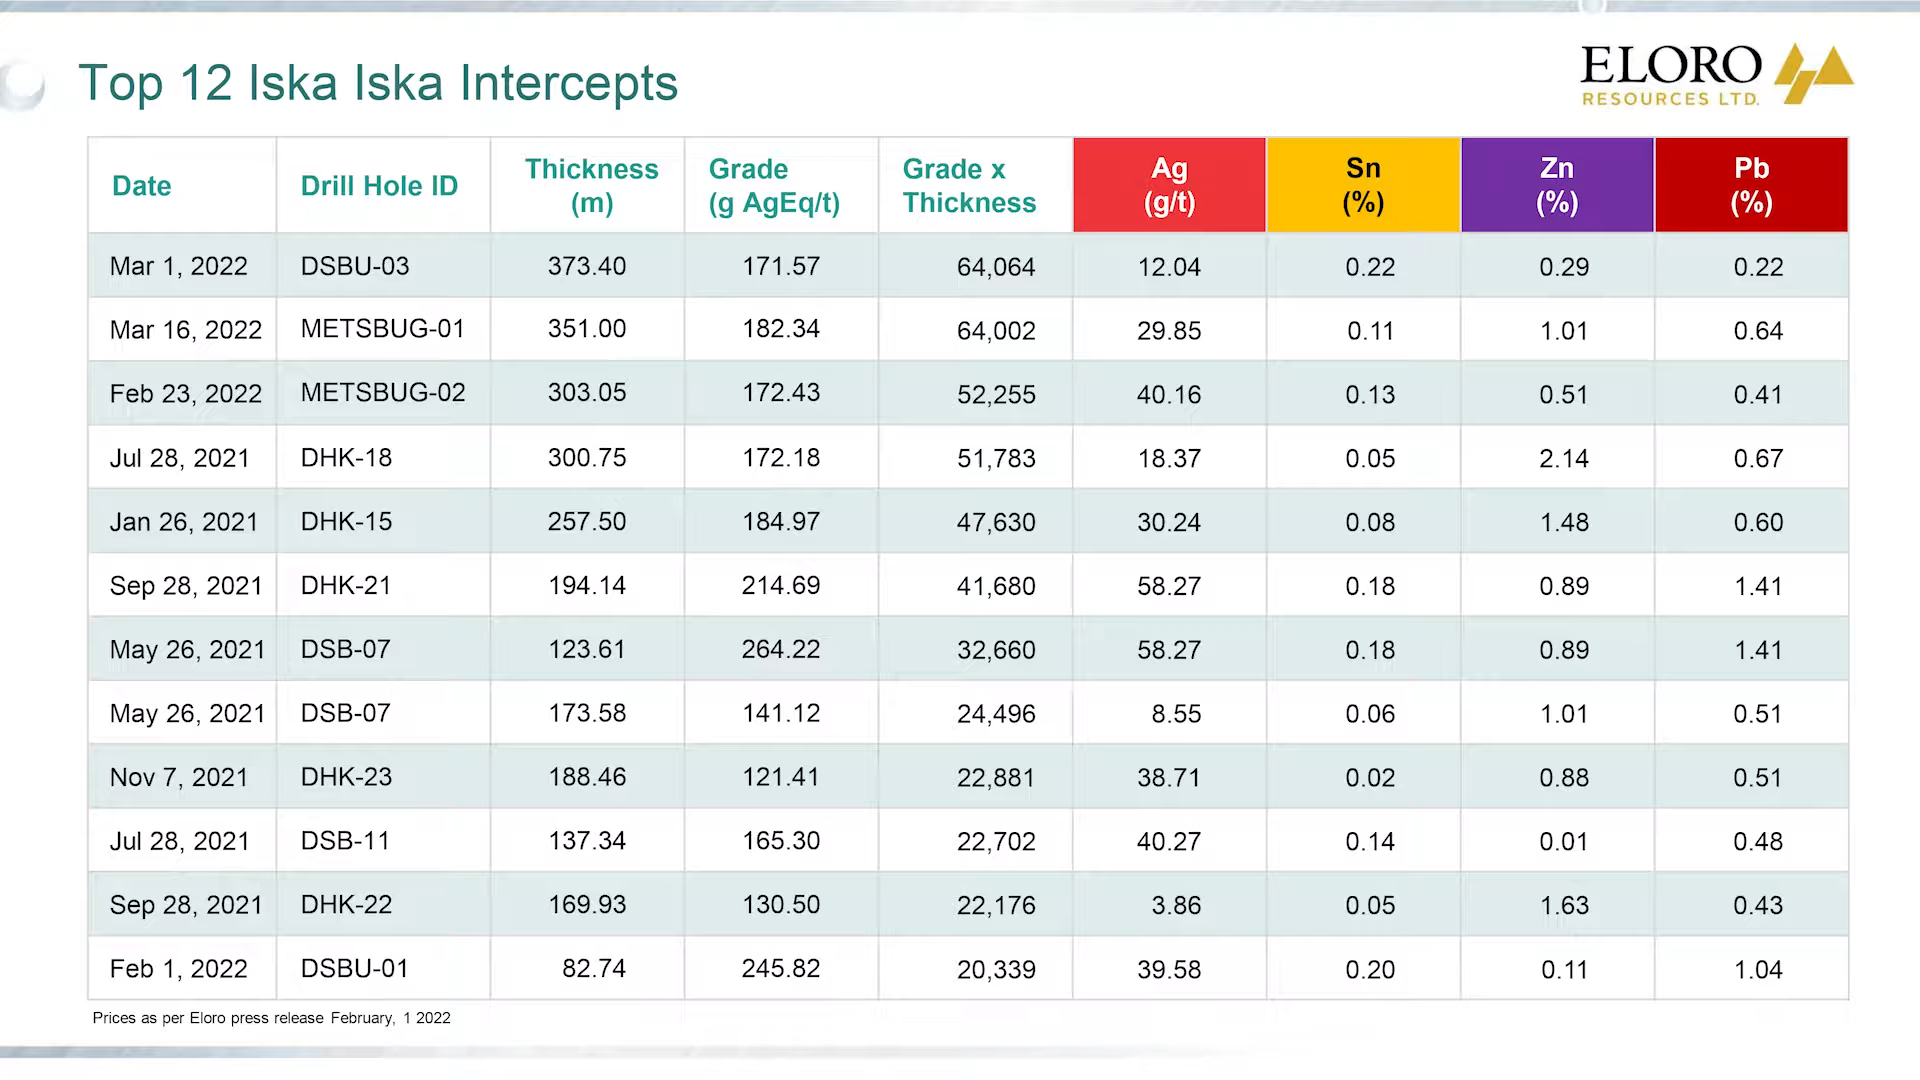 Top 12 Iska Iska Intercepts
ELORO
RESOURCES LTD.
Date Drill Hole ID Thickness (m) Grade (g AgEq/t) Grade x Thickness Ag (g/t) Sn (%) Zn (%) Pb (%)
Mar 1, 2022 DSBU-03 373.40 171.57 64,064 12.04 0.22 0.29 0.22
Mar 16, 2022 METSBUG-01 351.00 182.34 64,002 29.85 0.11 1.01 0.64
Feb 23, 2022 METSBUG-02 303.05 172.43 52,255 40.16 0.13 0.51 0.41
Jul 28, 2021 DHK-18 300.75 172.18 51,783 18.37 0.05 2.14 0.67
Jan 26, 2021 DHK-15 257.50 184.97 47,630 30.24 0.08 1.48 0.60
Sep 28, 2021 DHK-21 194.14 214.69 41,680 58.27 0.18 0.89 1.41
May 26, 2021 DSB-07 123.61 264.22 32,660 58.27 0.18 0.89 1.41
May 26, 2021 DSB-07 173.58 141.12 24,496 8.55 0.06 1.01 0.51
Nov 7, 2021 DHK-23 188.46 121.41 22,881 38.71 0.02 0.88 0.51
Jul 28, 2021 DSB-11 137.34 165.30 22,702 40.27 0.14 0.01 0.48
Sep 28, 2021 DHK-22 169.93 130.50 22,176 3.86 0.05 1.63 0.43
Feb 1, 2022 DSBU-01 82.74 245.82 20,339 39.58 0.20 0.11 1.04
Prices as per Eloro press release February, 1 2022